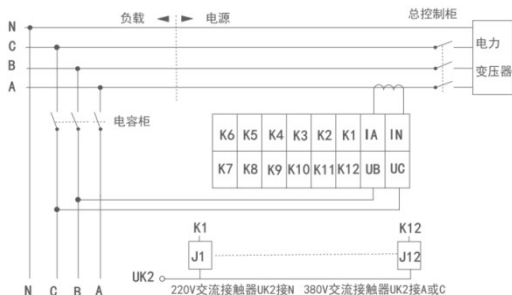 负载 电源 总控制柜
N
C
电力
B
变压器
A
电容柜
K6 K5 K4 K3 K2 K1 IA IN
K7 K8 K9 K10 K11 K12 UB UC
K1 K12
J1 J12
UK2
N C B A 220V交流接触器UK2接N 380V交流接触器UK2接A或C